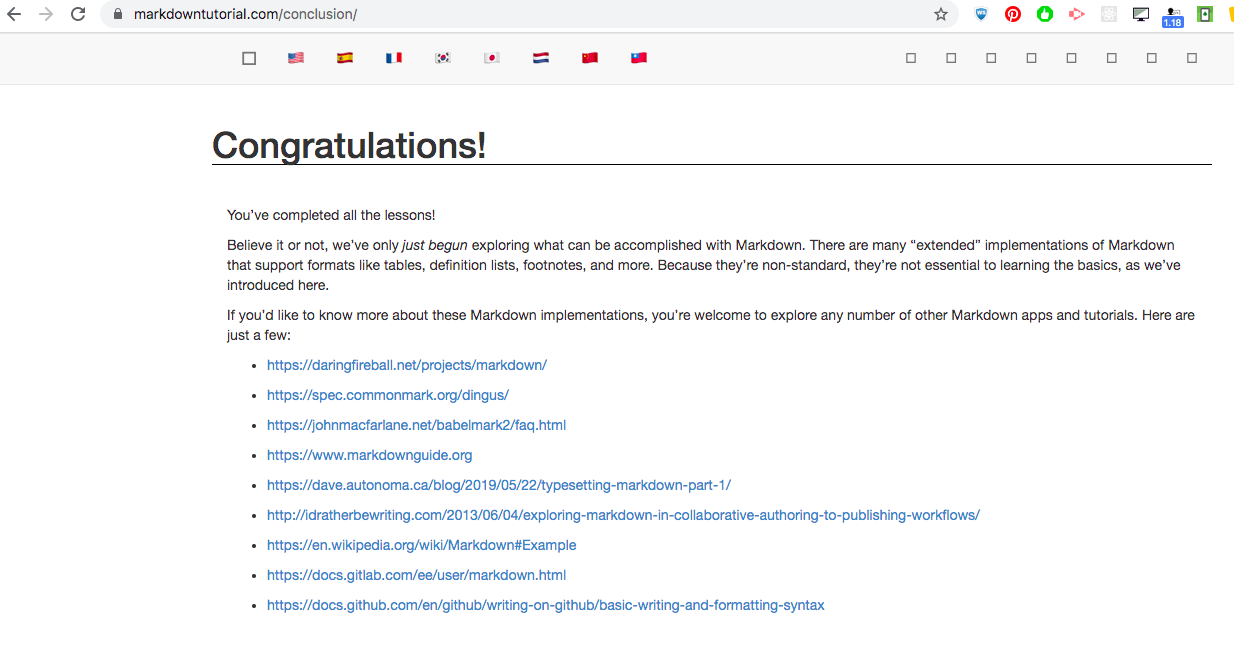 markdowntutorial.com/conclusion/
WS
1.18
Congratulations!
You’ve completed all the lessons!
Believe it or not, we’ve only just begun exploring what can be accomplished with Markdown. There are many “extended” implementations of Markdown
that support formats like tables, definition lists, footnotes, and more. Because they’re non-standard, they’re not essential to learning the basics, as we’ve
introduced here.
If you’d like to know more about these Markdown implementations, you’re welcome to explore any number of other Markdown apps and tutorials. Here are
just a few:
• https://daringfireball.net/projects/markdown/
• https://spec.commonmark.org/dingus/
• https://johnmacfarlane.net/babelmark2/faq.html
• https://www.markdownguide.org
• https://dave.autonoma.ca/blog/2019/05/22/typesetting-markdown-part-1/
• http://idratherbewriting.com/2013/06/04/exploring-markdown-in-collaborative-authoring-to-publishing-workflows/
• https://en.wikipedia.org/wiki/Markdown#Example
• https://docs.gitlab.com/ee/user/markdown.html
• https://docs.github.com/en/github/writing-on-github/basic-writing-and-formatting-syntax